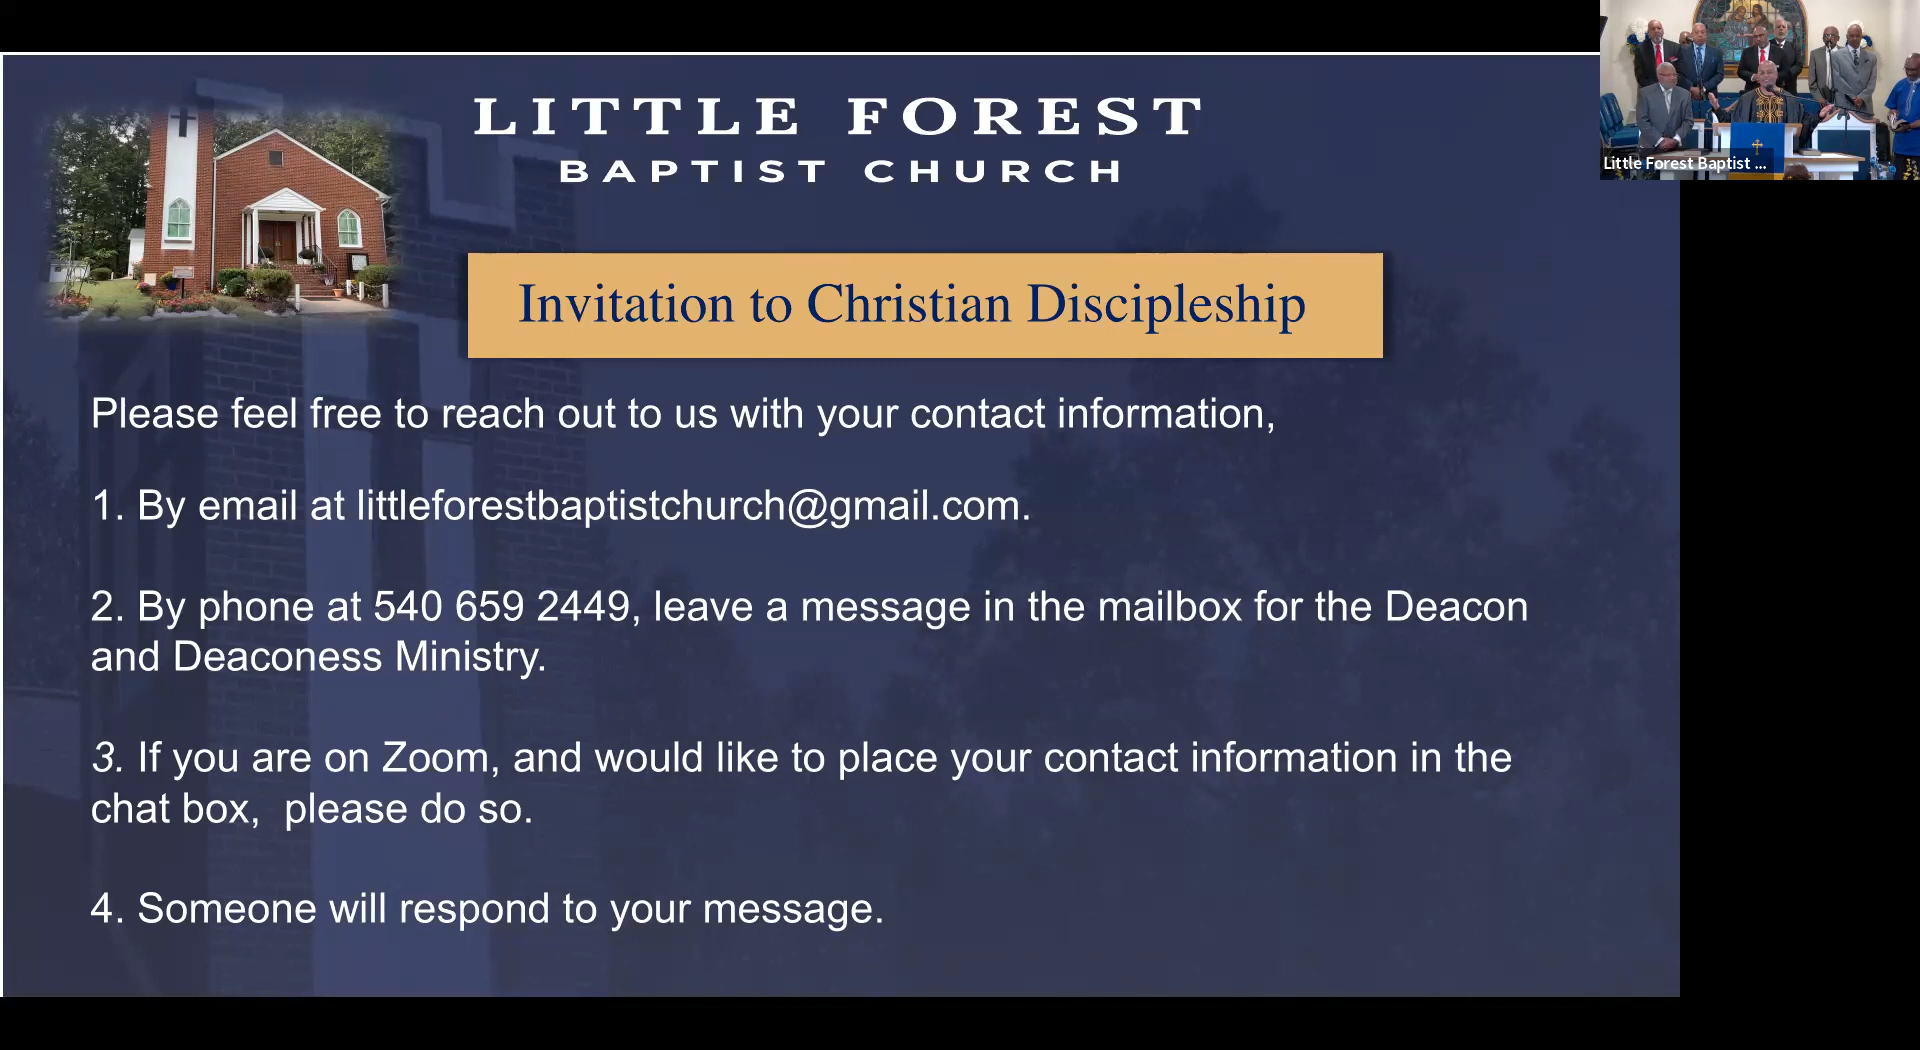 LITTLE FOREST
BAPTIST CHURCH
Little Forest Baptist ...
Invitation to Christian Discipleship
Please feel free to reach out to us with your contact information,
1. By email at littleforestbaptistchurch@gmail.com.
2. By phone at 540 659 2449, leave a message in the mailbox for the Deacon
and Deaconess Ministry.
3. If you are on Zoom, and would like to place your contact information in the
chat box,  please do so.
4. Someone will respond to your message.